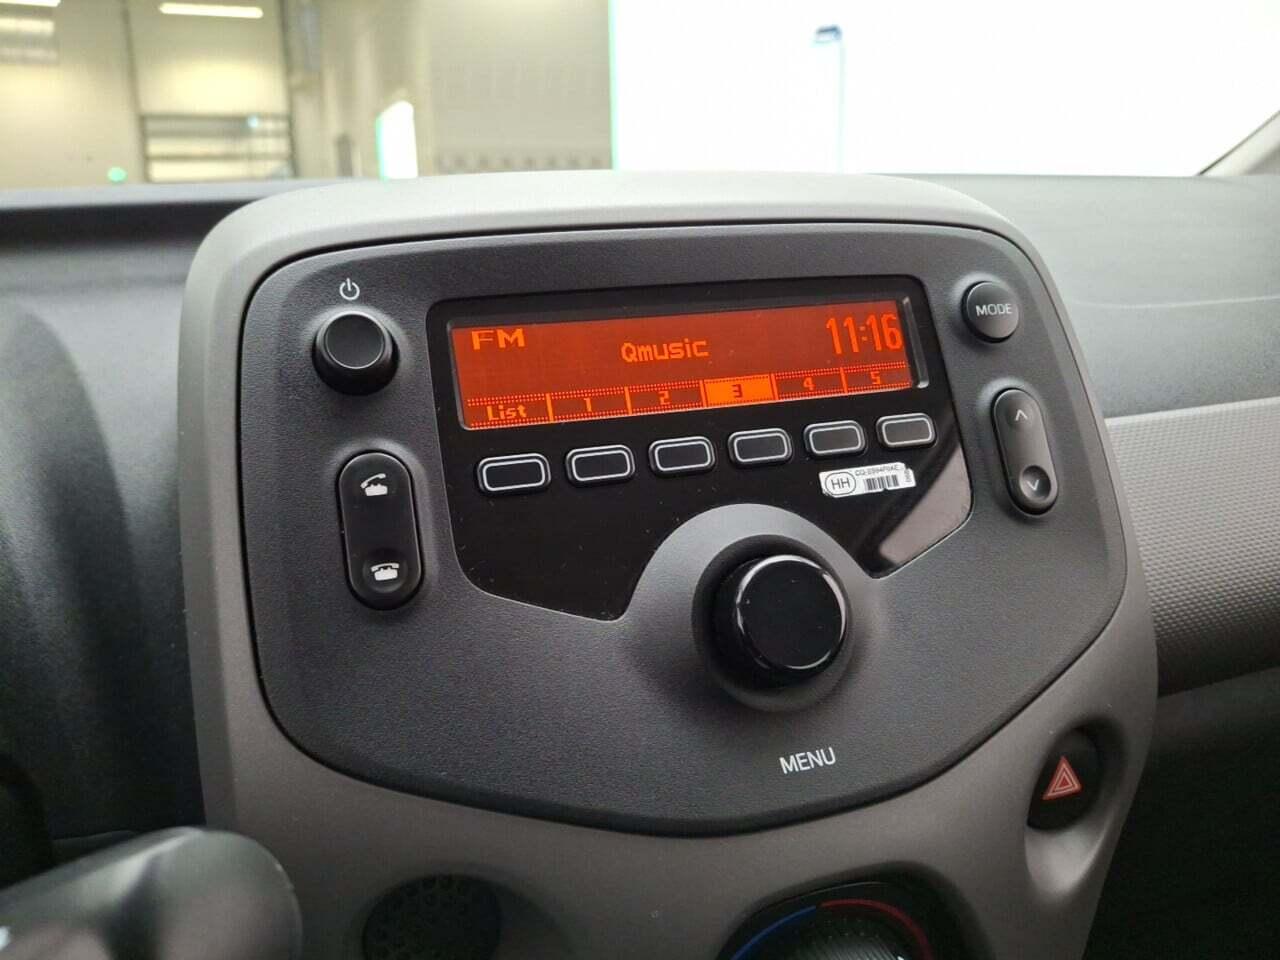 MODE
FM
Qmusic
11:16
List 1 2 3 4 5
HH
MENU